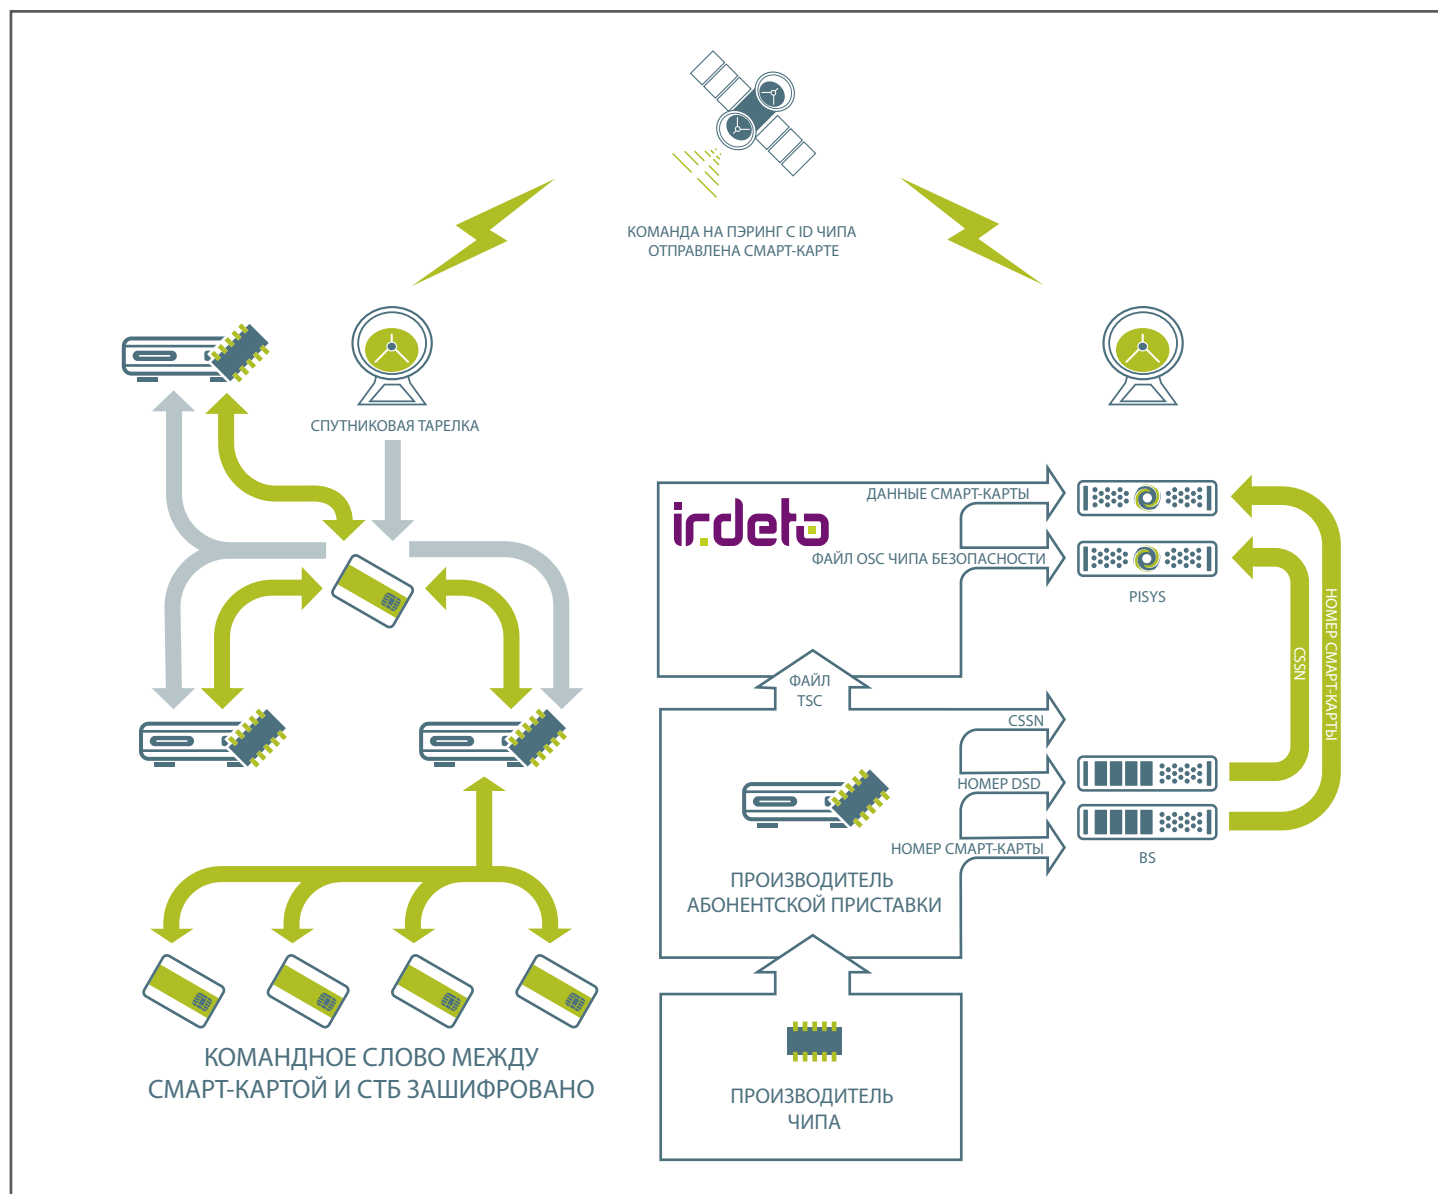 КОМАНДА НА ПЭРИНГ С ID ЧИПА
ОТПРАВЛЕНА СМАРТ-КАРТЕ
СПУТНИКОВАЯ ТАРЕЛКА
irdeto
ДАННЫЕ СМАРТ-КАРТЫ
ФАЙЛ OSC ЧИПА БЕЗОПАСНОСТИ
PISYS
CSSN
НОМЕР СМАРТ-КАРТЫ
ФАЙЛ
TSC
CSSN
НОМЕР DSD
НОМЕР СМАРТ-КАРТЫ
BS
ПРОИЗВОДИТЕЛЬ
АБОНЕНТСКОЙ ПРИСТАВКИ
КОМАНДНОЕ СЛОВО МЕЖДУ
СМАРТ-КАРТОЙ И СТБ ЗАШИФРОВАНО
ПРОИЗВОДИТЕЛЬ
ЧИПА